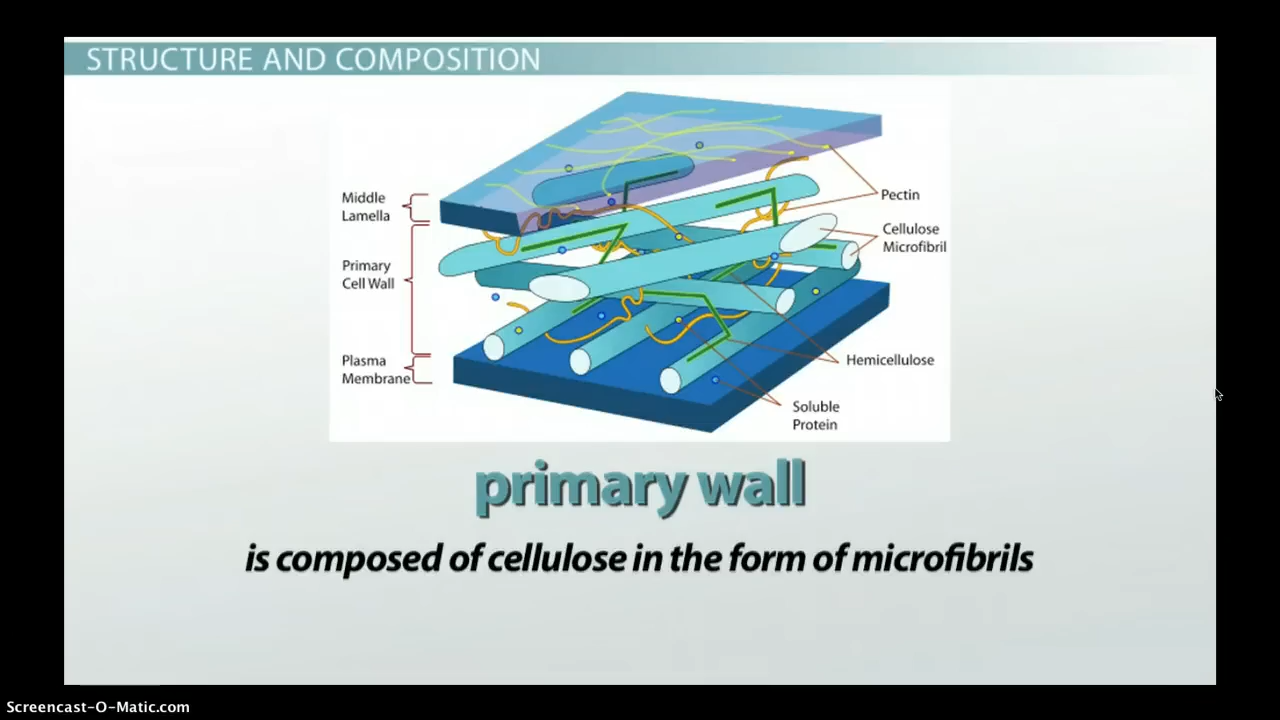 STRUCTURE AND COMPOSITION
Middle
Lamella
Primary
Cell Wall
Plasma
Membrane
Pectin
Cellulose
Microfibril
Hemicellulose
Soluble
Protein
primary wall
is composed of cellulose in the form of microfibrils
Screencast-O-Matic.com